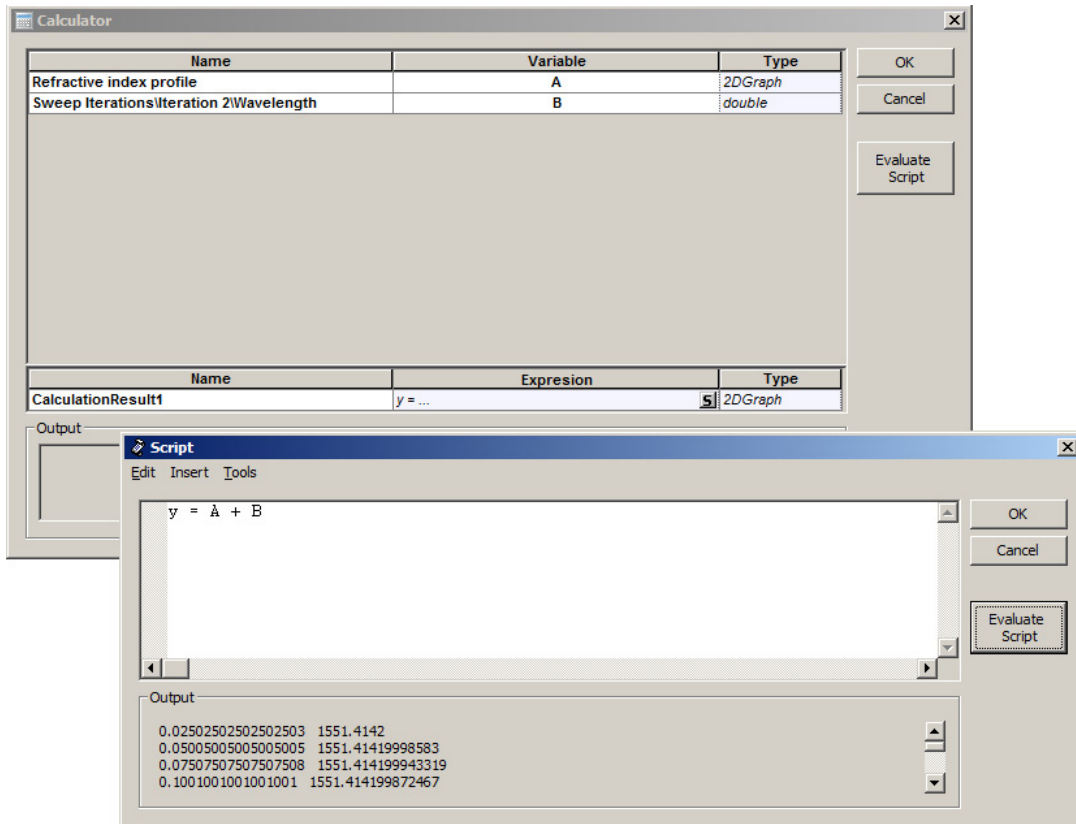 Calculator
Name Variable Type
OK
Refractive index profile A 2DGraph
Sweep Iterations\Iteration 2\Wavelength B double
Cancel
Evaluate
Script
Name Expresion Type
CalculationResult1 y = ... S 2DGraph
Output
Script
Edit Insert Tools
y = A + B
OK
Cancel
Evaluate
Script
Output
0.02502502502502503 1551.4142
0.05005005005005005 1551.41419998583
0.07507507507507508 1551.414199943319
0.1001001001001001 1551.414199872467